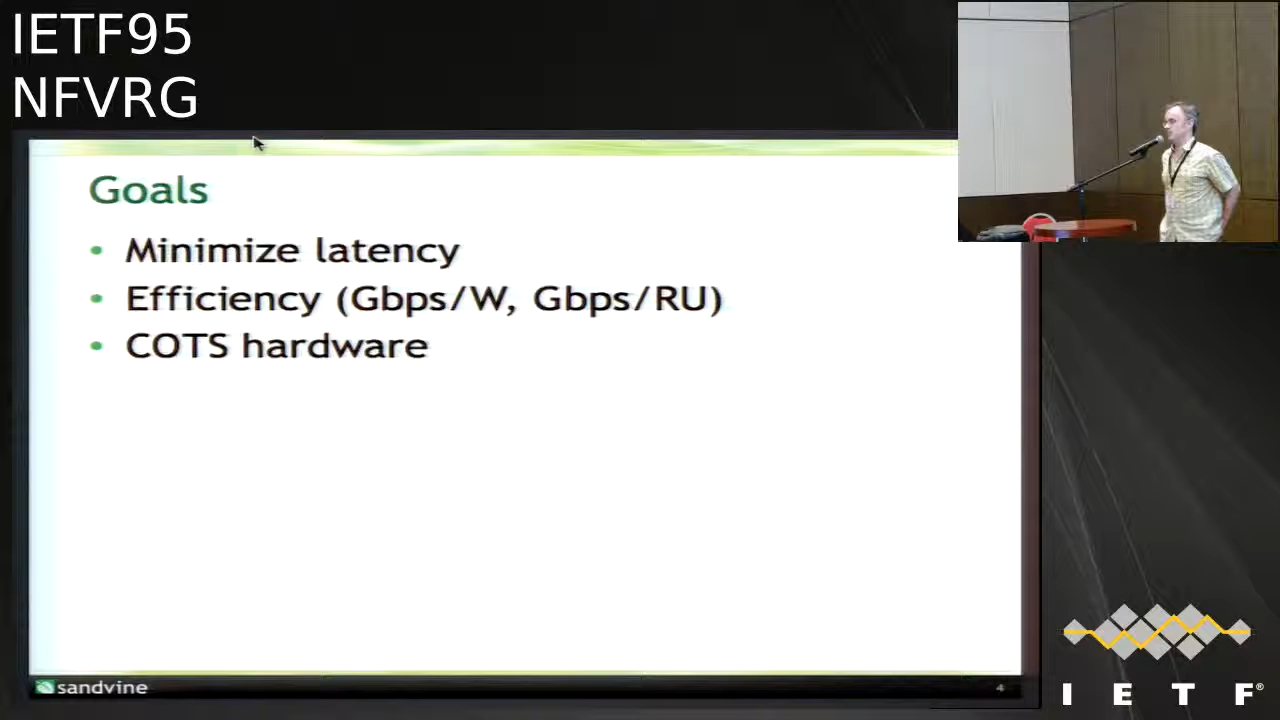 IETF95
NFVRG
Goals
• Minimize latency
• Efficiency (Gbps/W, Gbps/RU)
• COTS hardware
sandvine
4
I E T F®